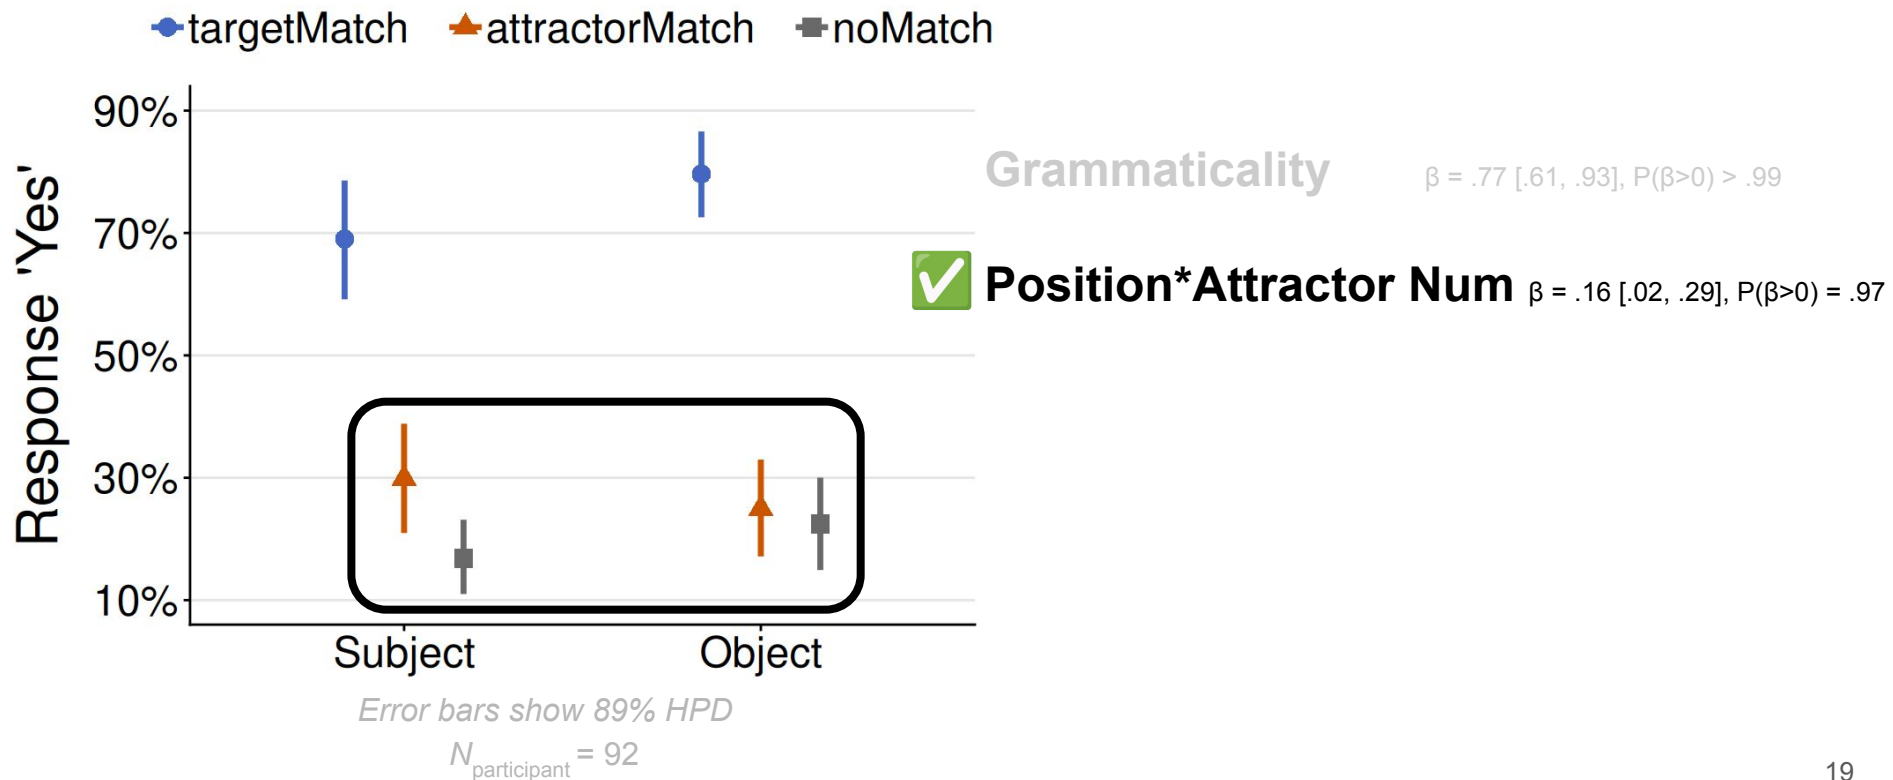 targetMatch attractorMatch noMatch
Response 'Yes'
90%
70%
50%
30%
10%
Subject Object
Error bars show 89% HPD
Nparticipant = 92
Grammaticality β = .77 [.61, .93], P(β>0) > .99
✅ Position*Attractor Num β = .16 [.02, .29], P(β>0) = .97
19